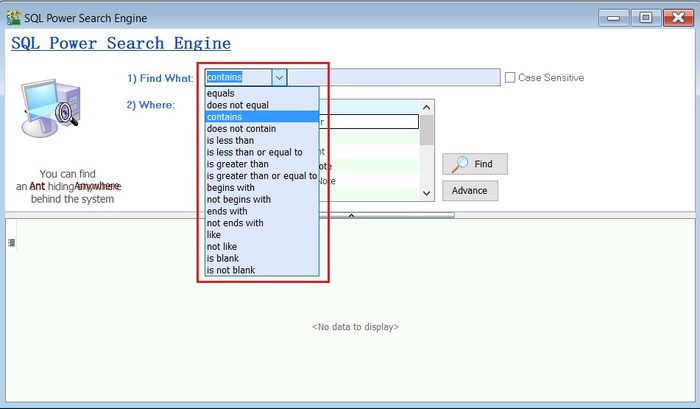 SQL Power Search Engine
SQL Power Search Engine
1) Find What: contains
Case Sensitive
2) Where:
equals
does not equal
contains
does not contain
is less than
is less than or equal to
is greater than
is greater than or equal to
begins with
not begins with
ends with
not ends with
like
not like
is blank
is not blank
Note
Find
Advance
You can find
an Ant hiding Anywhere
behind the system
<No data to display>